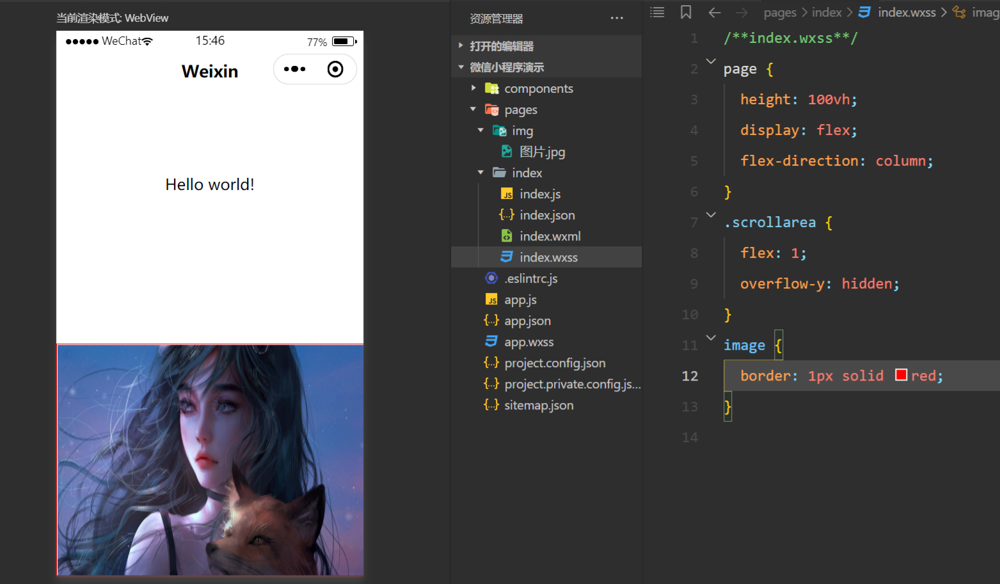 当前渲染模式: WebView
WeChat 15:46 77%
Weixin
Hello world!
资源管理器 ···
打开的编辑器
微信小程序演示
components
pages
img
图片.jpg
index
index.js
index.json
index.wxml
index.wxss
.eslintrc.js
app.js
app.json
app.wxss
project.config.json
project.private.config.js...
sitemap.json
pages > index > index.wxss > imag
1 /**index.wxss**/
2 page {
3 height: 100vh;
4 display: flex;
5 flex-direction: column;
6 }
7 .scrollarea {
8 flex: 1;
9 overflow-y: hidden;
10 }
11 image {
12 border: 1px solid red;
13 }
14